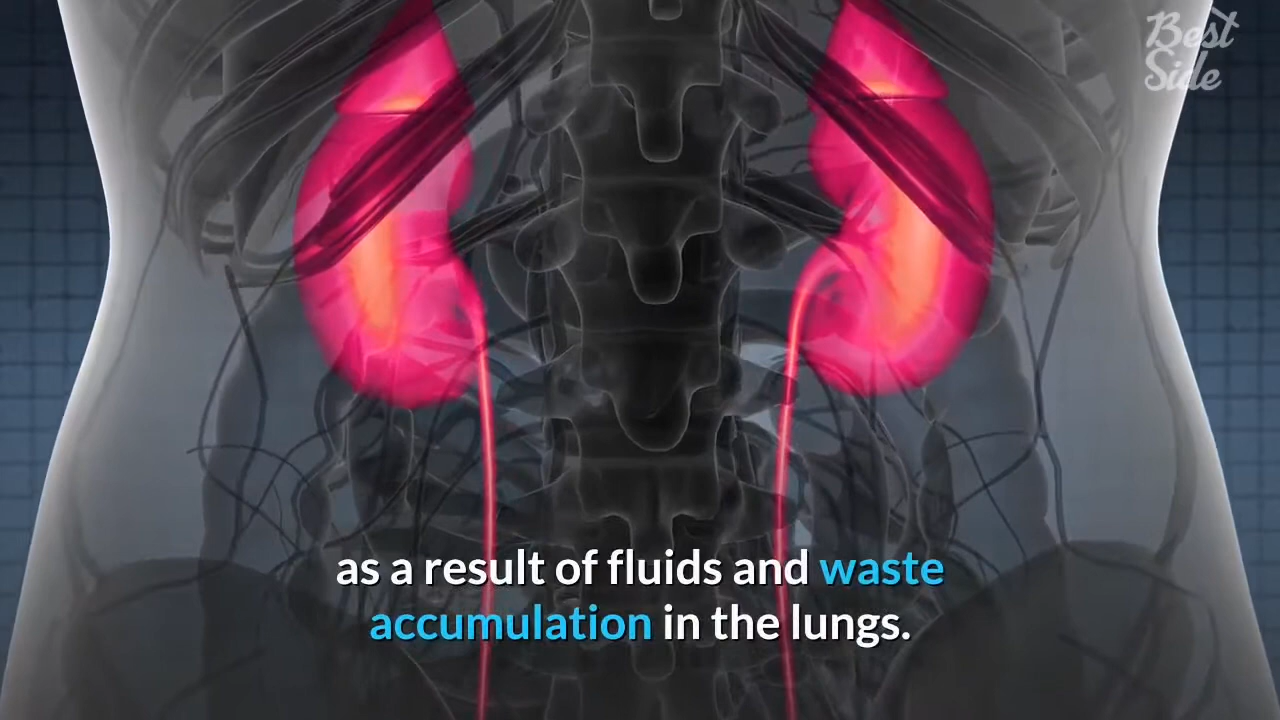 Best
Side
as a result of fluids and waste
accumulation in the lungs.